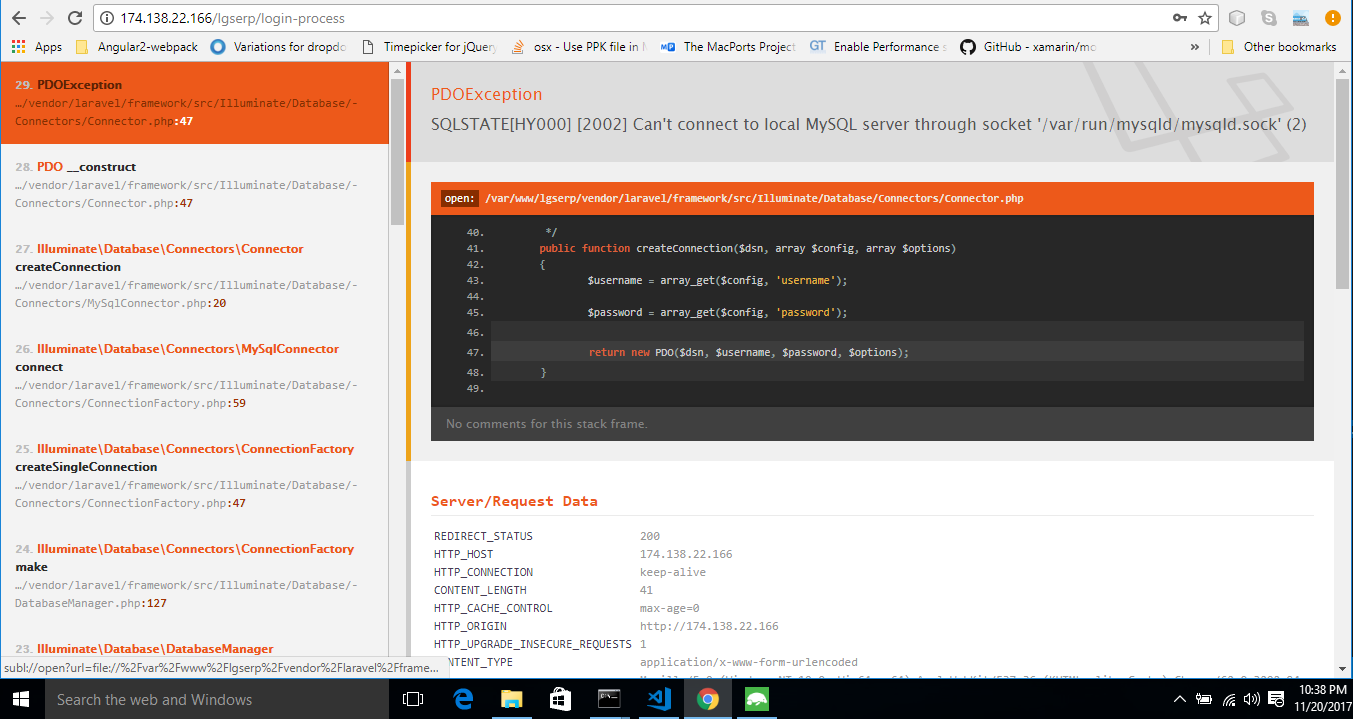 174.138.22.166/lgserp/login-process
Apps
Angular2-webpack
Variations for dropdo
Timepicker for jQuery
osx - Use PPK file in
The MacPorts Project
GT Enable Performance
GitHub - xamarin/mo
»
Other bookmarks
29. PDOException
…/vendor/laravel/framework/src/Illuminate/Database/-
Connectors/Connector.php:47
28. PDO __construct
…/vendor/laravel/framework/src/Illuminate/Database/-
Connectors/Connector.php:47
27. Illuminate\Database\Connectors\Connector
createConnection
…/vendor/laravel/framework/src/Illuminate/Database/-
Connectors/MySqlConnector.php:20
26. Illuminate\Database\Connectors\MySqlConnector
connect
…/vendor/laravel/framework/src/Illuminate/Database/-
Connectors/ConnectionFactory.php:59
25. Illuminate\Database\Connectors\ConnectionFactory
createSingleConnection
…/vendor/laravel/framework/src/Illuminate/Database/-
Connectors/ConnectionFactory.php:47
24. Illuminate\Database\Connectors\ConnectionFactory
make
…/vendor/laravel/framework/src/Illuminate/Database/-
DatabaseManager.php:127
23. Illuminate\Database\DatabaseManager
subl://open?url=file://%2Fvar%2Fwww%2Flgserp%2Fvendor%2Flaravel%2Fframe...
PDOException
SQLSTATE[HY000] [2002] Can't connect to local MySQL server through socket '/var/run/mysqld/mysqld.sock' (2)
open: /var/www/lgserp/vendor/laravel/framework/src/Illuminate/Database/Connectors/Connector.php
40. */
41. public function createConnection($dsn, array $config, array $options)
42. {
43. $username = array_get($config, 'username');
44.
45. $password = array_get($config, 'password');
46.
47. return new PDO($dsn, $username, $password, $options);
48. }
49.
No comments for this stack frame.
Server/Request Data
REDIRECT_STATUS 200
HTTP_HOST 174.138.22.166
HTTP_CONNECTION keep-alive
CONTENT_LENGTH 41
HTTP_CACHE_CONTROL max-age=0
HTTP_ORIGIN http://174.138.22.166
HTTP_UPGRADE_INSECURE_REQUESTS 1
ONTENT_TYPE application/x-www-form-urlencoded
Search the web and Windows
10:38 PM
11/20/2017